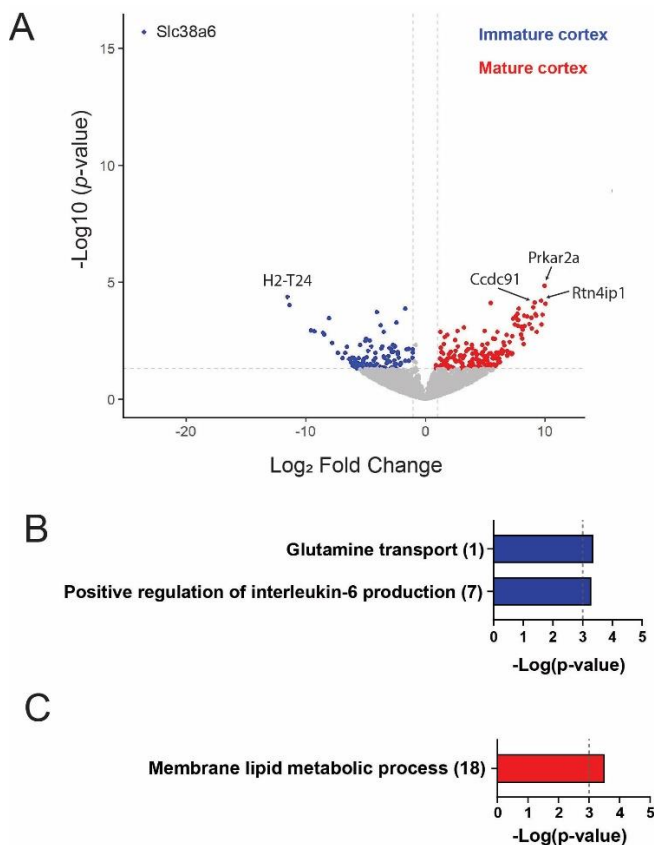 A
Slc38a6
Immature cortex
Mature cortex
15
10
5
0
-Log10 (p-value)
H2-T24
Prkar2a
Ccdc91
Rtn4ip1
-20
-10
0
10
Log₂ Fold Change
B
Glutamine transport (1)
Positive regulation of interleukin-6 production (7)
0 1 2 3 4 5
-Log(p-value)
C
Membrane lipid metabolic process (18)
0 1 2 3 4 5
-Log(p-value)